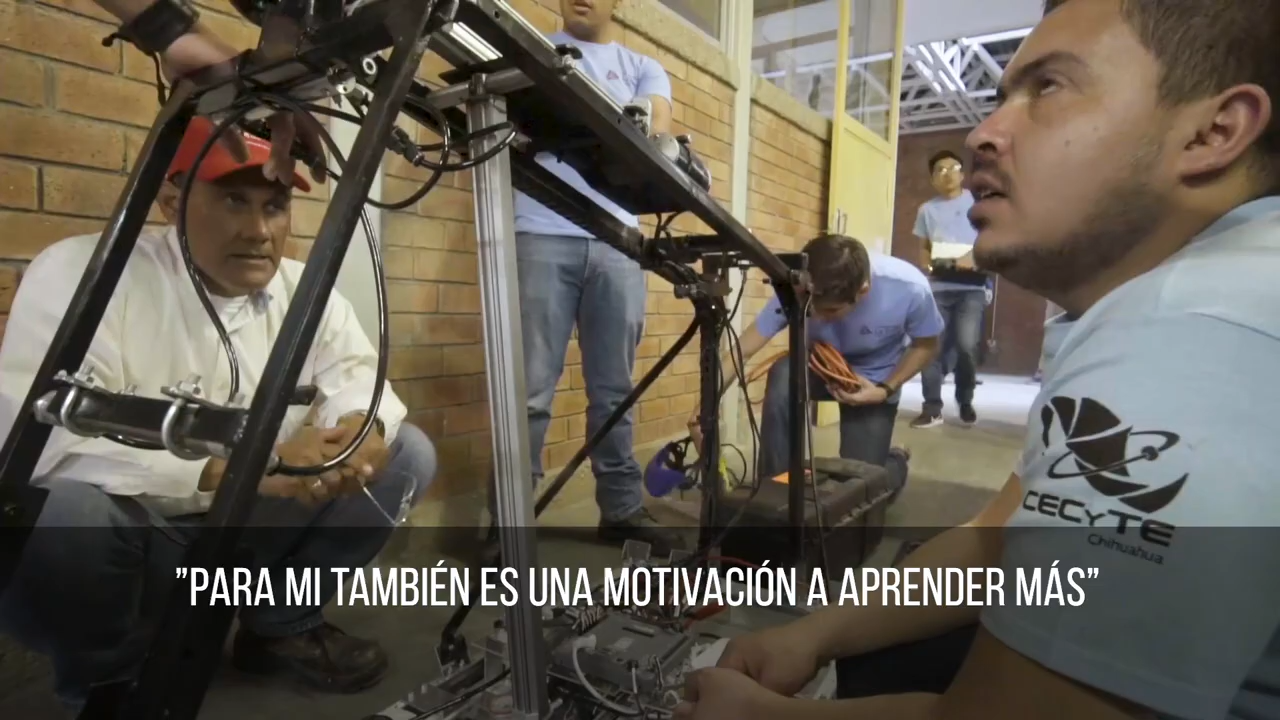 CECyTE
Chihuahua
”PARA MI TAMBIÉN ES UNA MOTIVACIÓN A APRENDER MÁS”